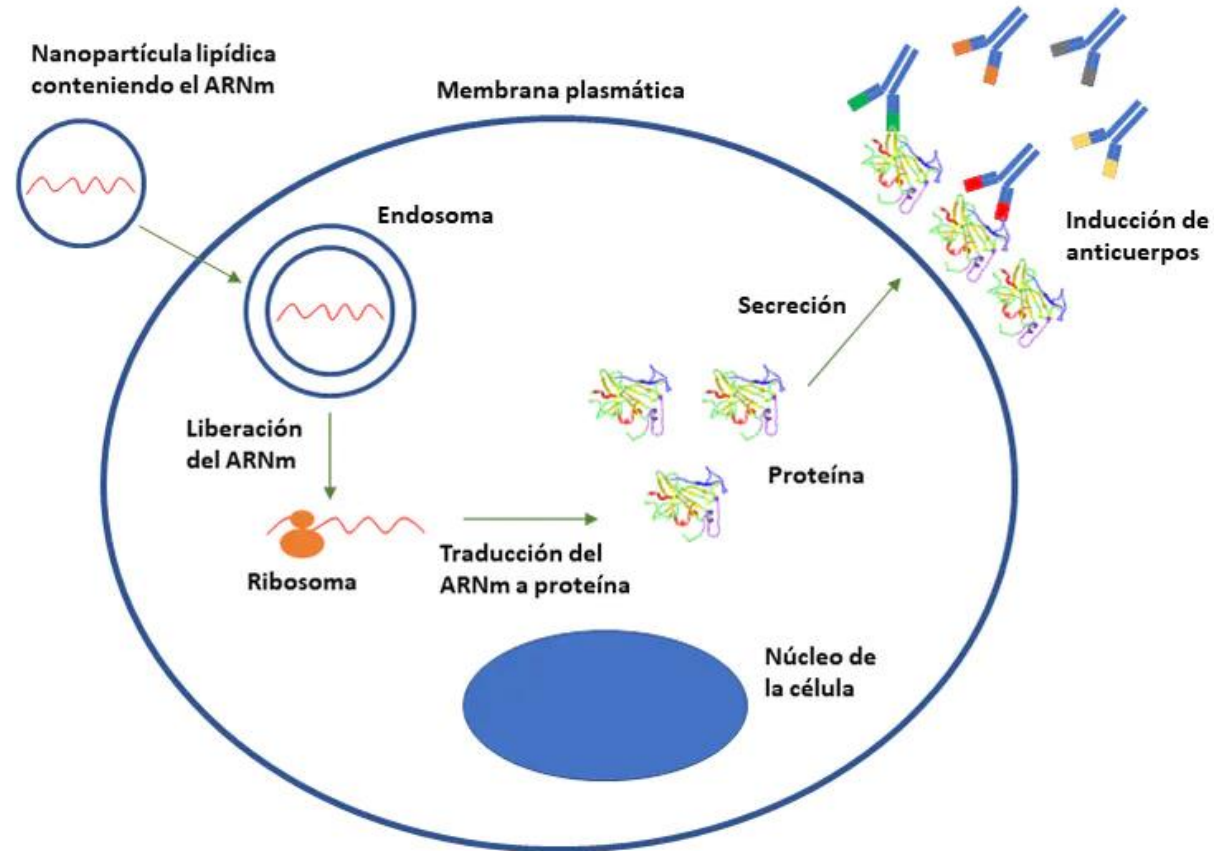 Nanopartícula lipídica
conteniendo el ARNm
Membrana plasmática
Endosoma
Inducción de
anticuerpos
Secreción
Liberación
del ARNm
Proteína
Ribosoma
Traducción del
ARNm a proteína
Núcleo de
la célula